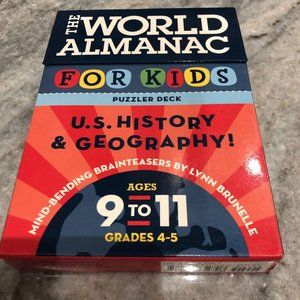 THE WORLD
ALMANAC
FOR KIDS
PUZZLER DECK
U.S. HISTORY
& GEOGRAPHY!
MIND-BENDING BRAINTEASERS BY LYNN BRUNELLE
AGES
9 TO 11
GRADES 4-5